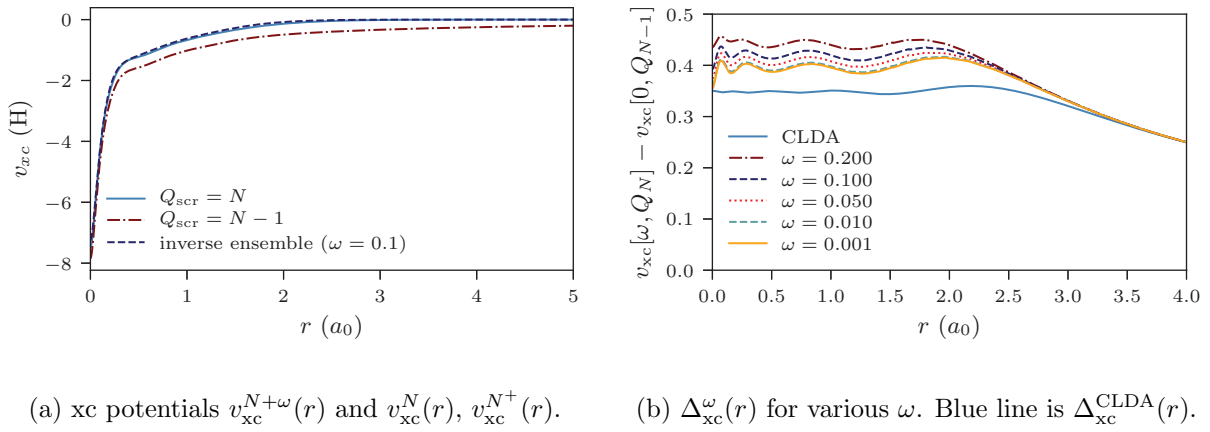 0
−2
−4
−6
−8
v_xc (H)
Q_scr = N
Q_scr = N − 1
inverse ensemble (ω = 0.1)
0 1 2 3 4 5
r (a_0)
0.5
0.4
0.3
0.2
0.1
0.0
v_xc[ω, Q_N] − v_xc[0, Q_{N−1}]
CLDA
ω = 0.200
ω = 0.100
ω = 0.050
ω = 0.010
ω = 0.001
0.0 0.5 1.0 1.5 2.0 2.5 3.0 3.5 4.0
r (a_0)
(a) xc potentials v_xc^{N+ω}(r) and v_xc^N(r), v_xc^{N^+}(r).
(b) Δ_xc^ω(r) for various ω. Blue line is Δ_xc^CLDA(r).